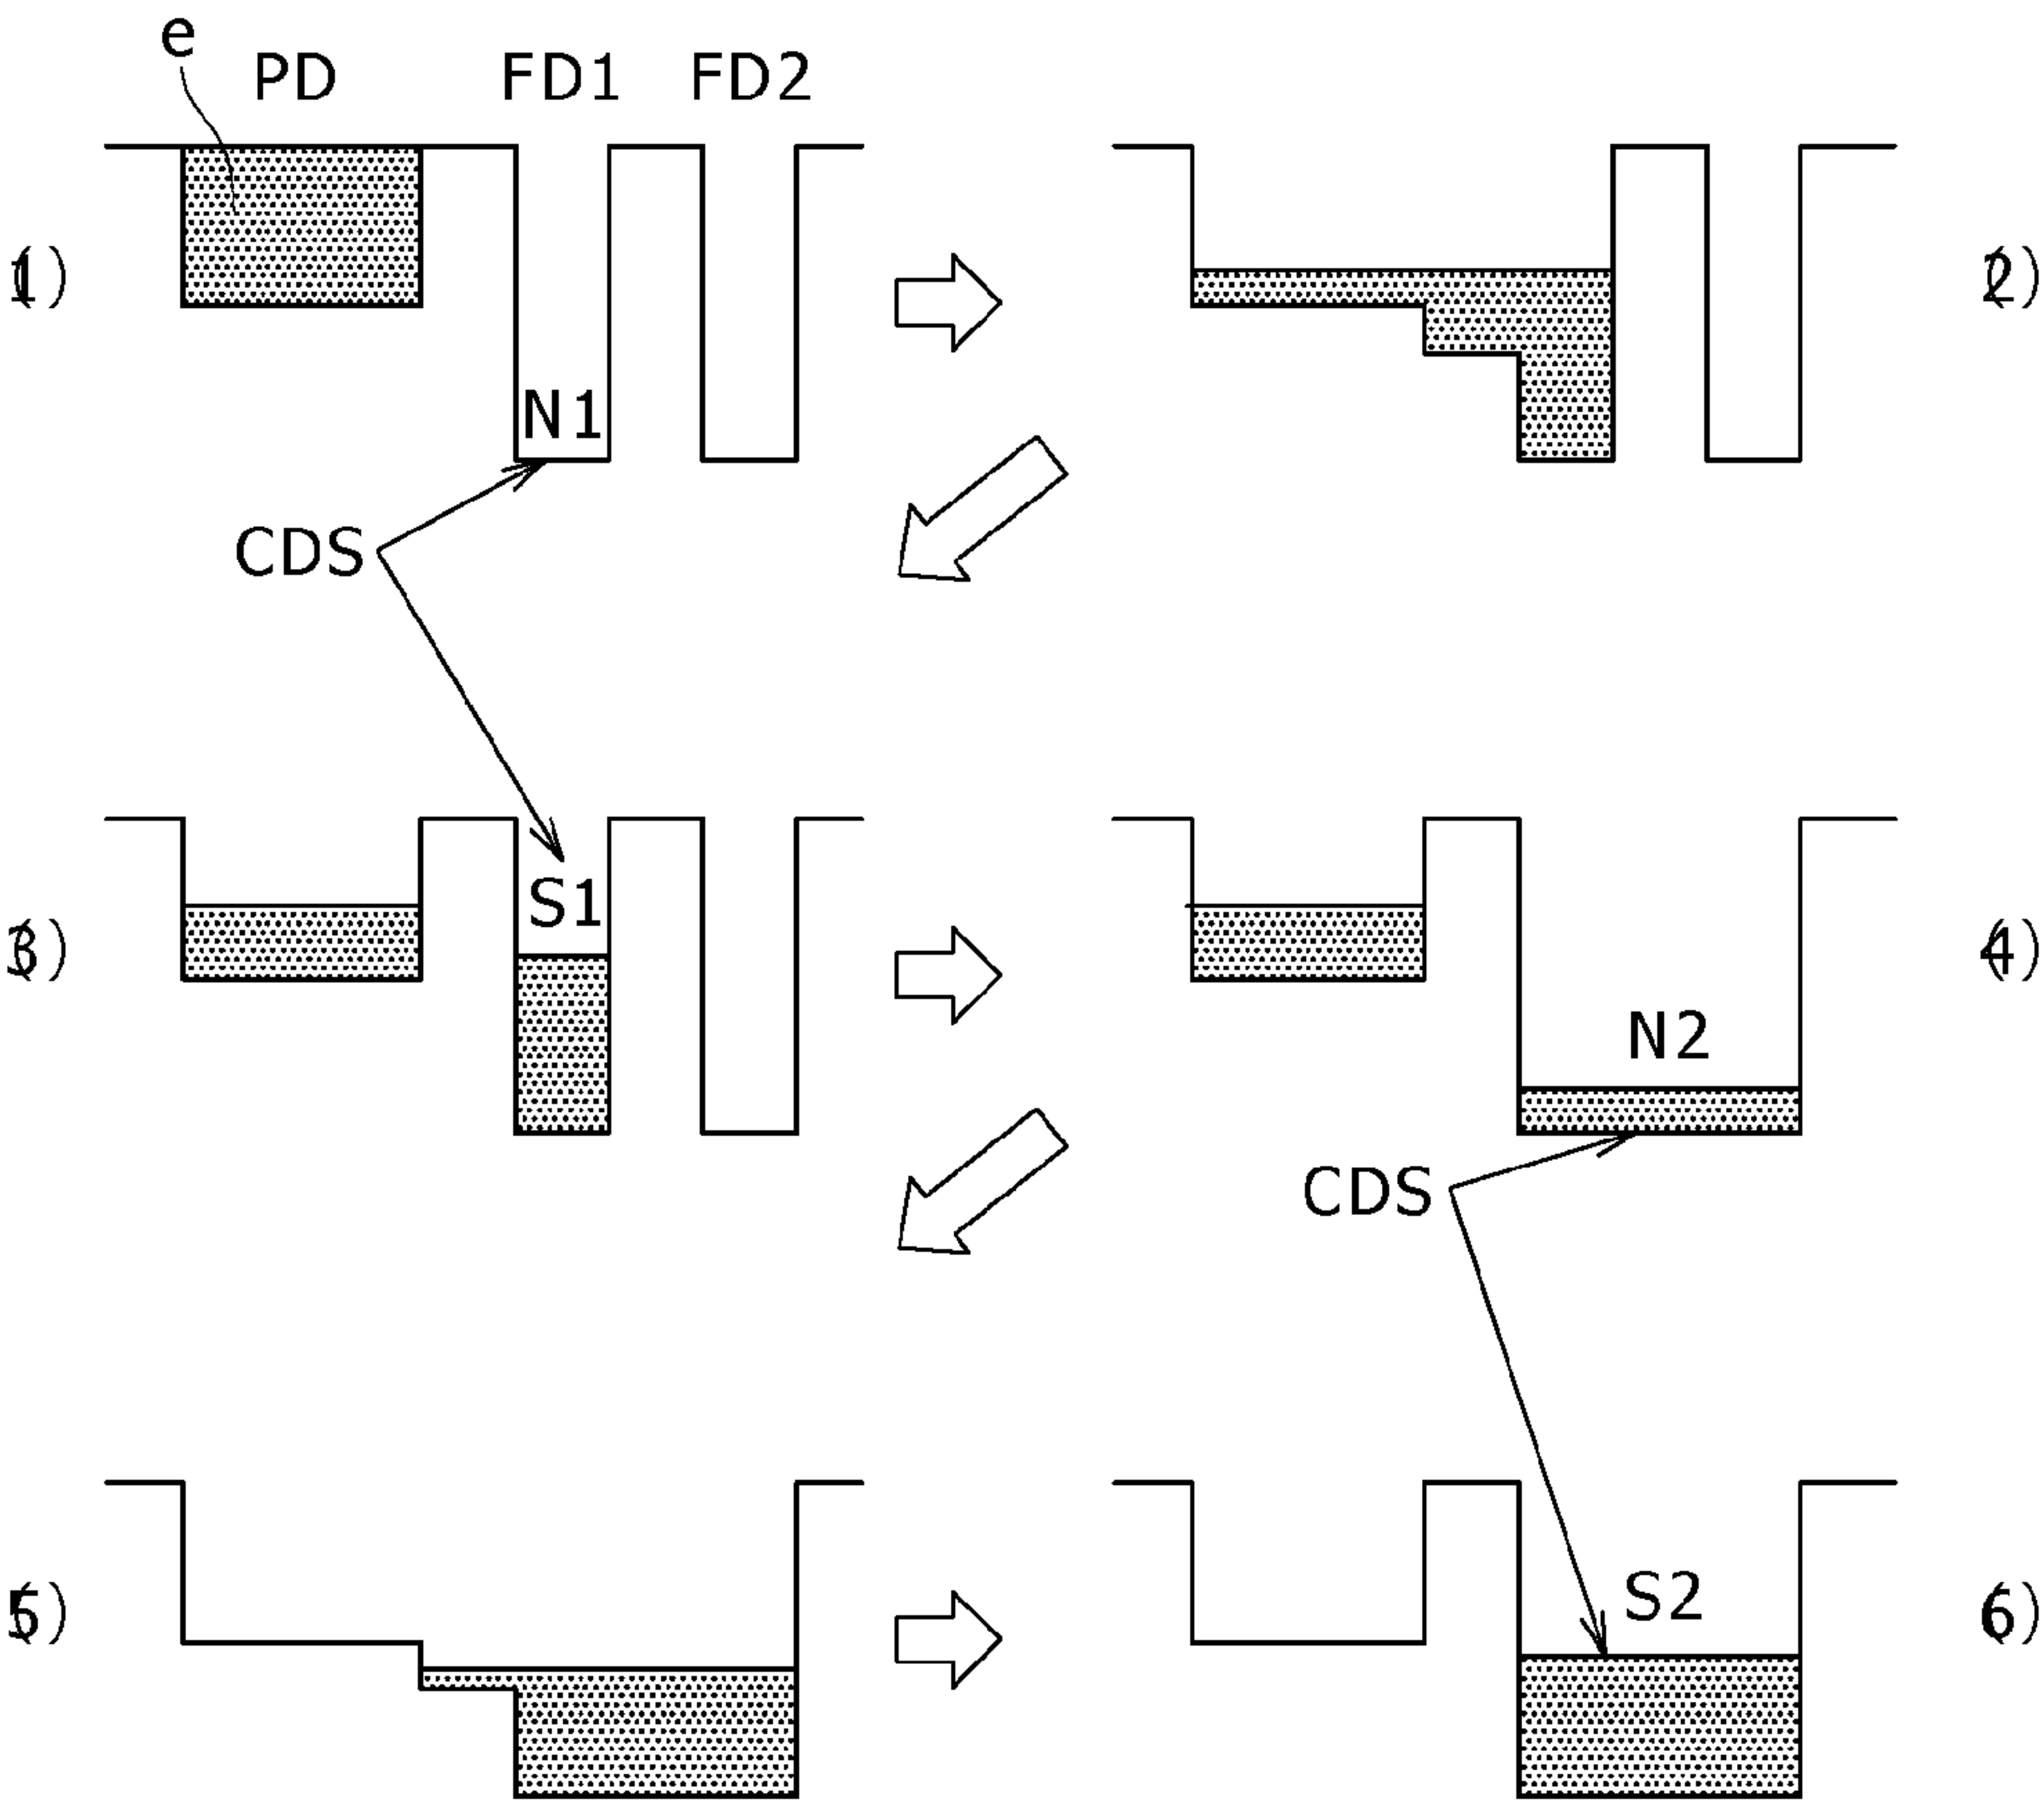 e
PD FD1 FD2
(1)
(2)
N1
CDS
S1
(3)
(4)
N2
CDS
(5)
(6)
S2